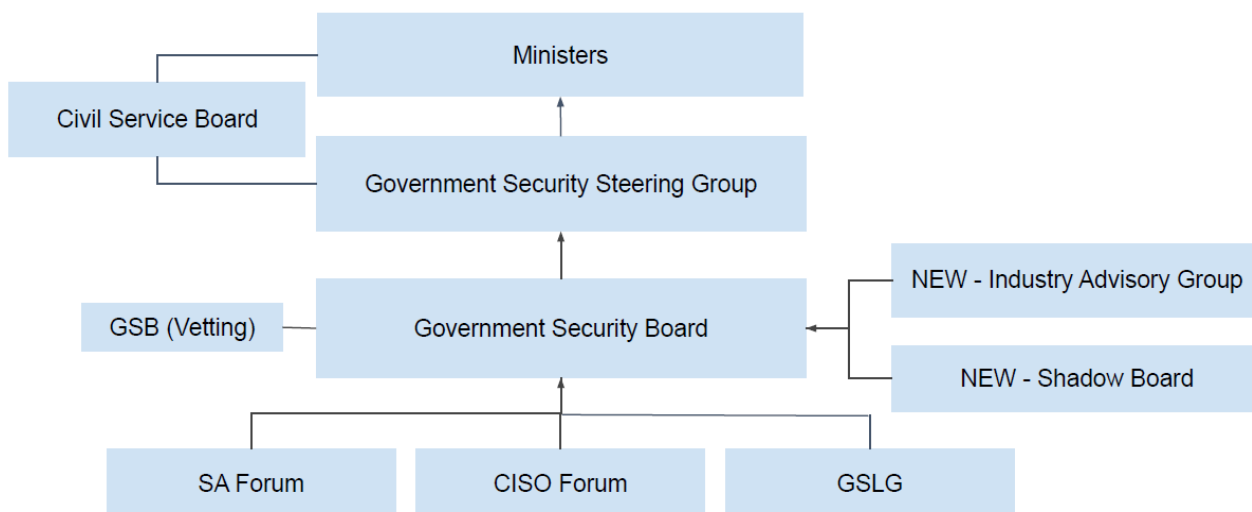 Ministers
Civil Service Board
Government Security Steering Group
NEW - Industry Advisory Group
GSB (Vetting)
Government Security Board
NEW - Shadow Board
SA Forum
CISO Forum
GSLG